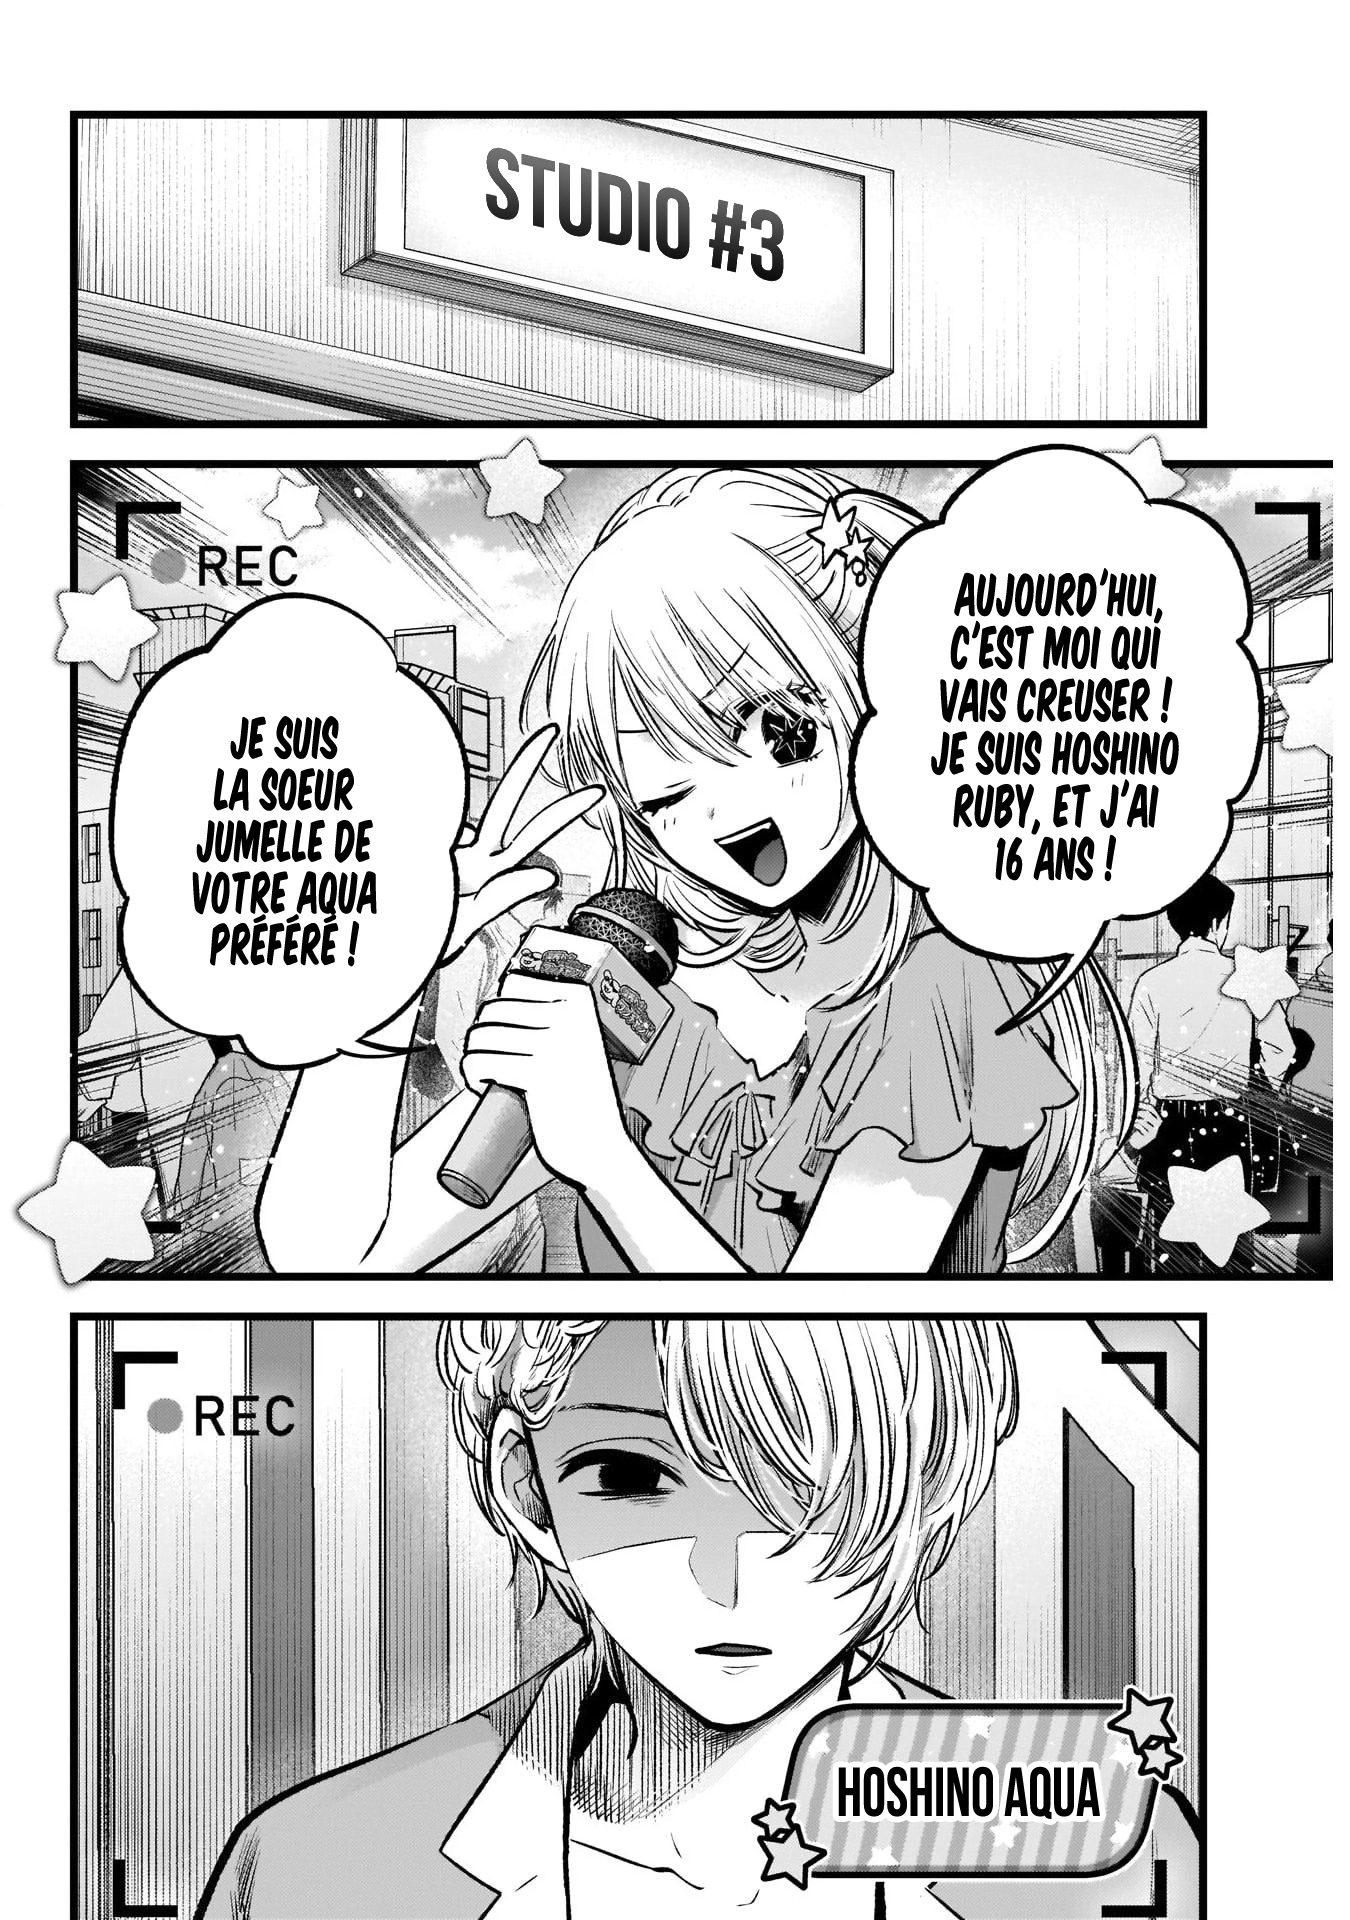 STUDIO #3
REC
AUJOURD'HUI,
C'EST MOI QUI
VAIS CREUSER !
JE SUIS HOSHINO
RUBY, ET J'AI
16 ANS !
JE SUIS
LA SOEUR
JUMELLE DE
VOTRE AQUA
PRÉFÉRÉ !
REC
HOSHINO AQUA